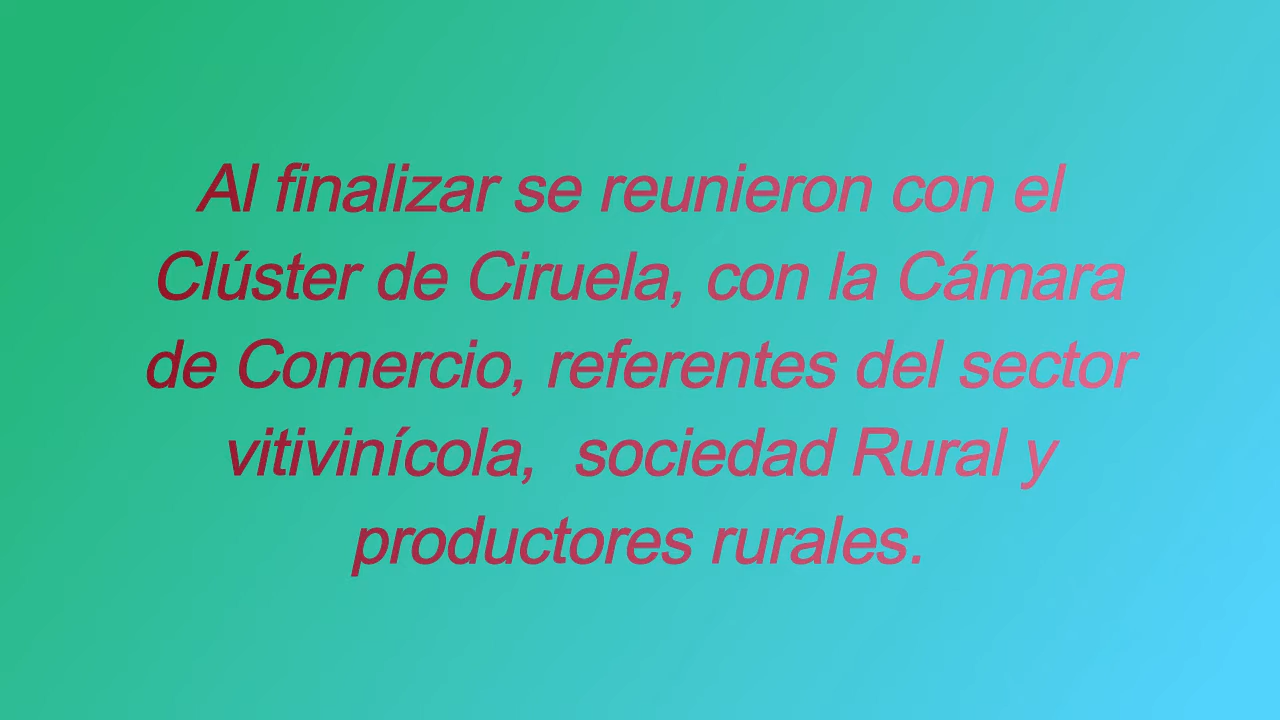 Al finalizar se reunieron con el
Clúster de Ciruela, con la Cámara
de Comercio, referentes del sector
vitivinícola,  sociedad Rural y
productores rurales.